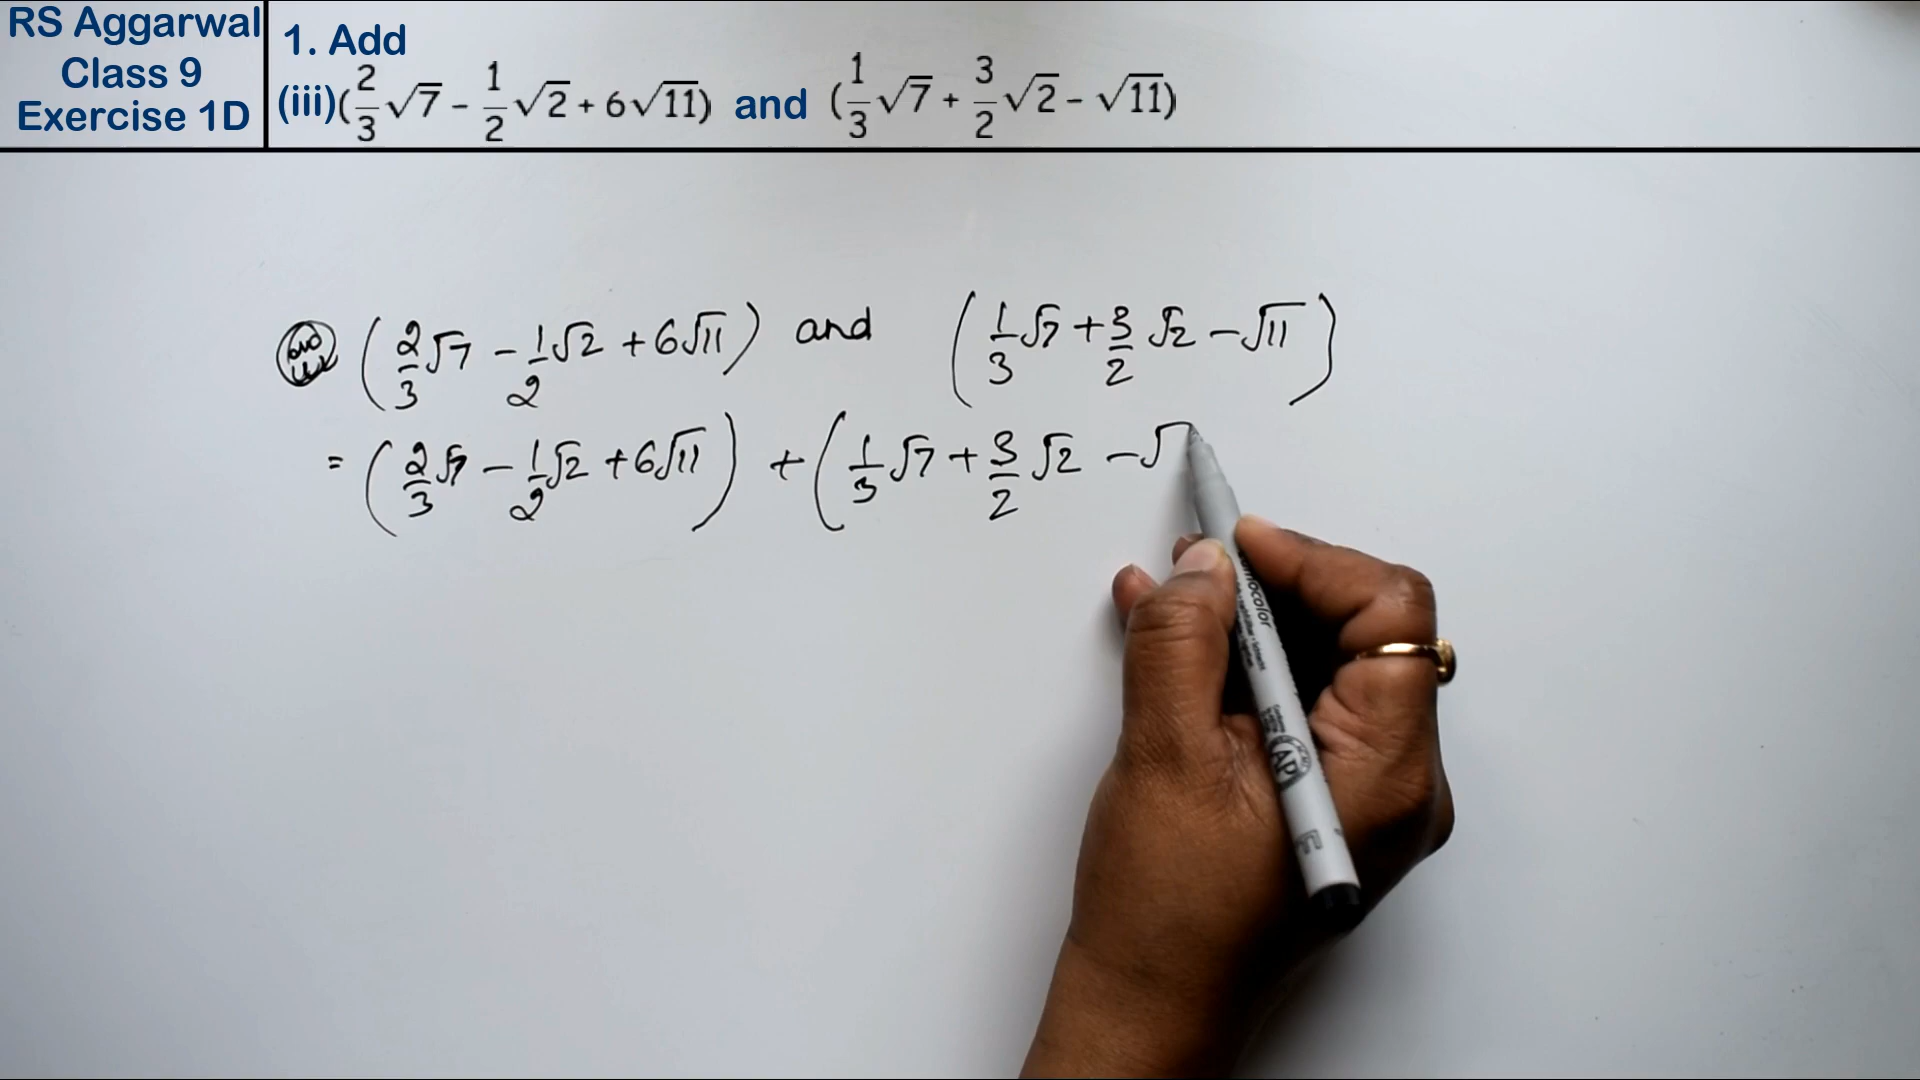 RS Aggarwal
Class 9
Exercise 1D
1. Add
(iii)(2/3√7 - 1/2√2 + 6√11) and (1/3√7 + 3/2√2 - √11)
(2/3√7 - 1/2√2 + 6√11) and (1/3√7 + 3/2√2 - √11)
= (2/3√7 - 1/2√2 + 6√11) + (1/3√7 + 3/2√2 - √